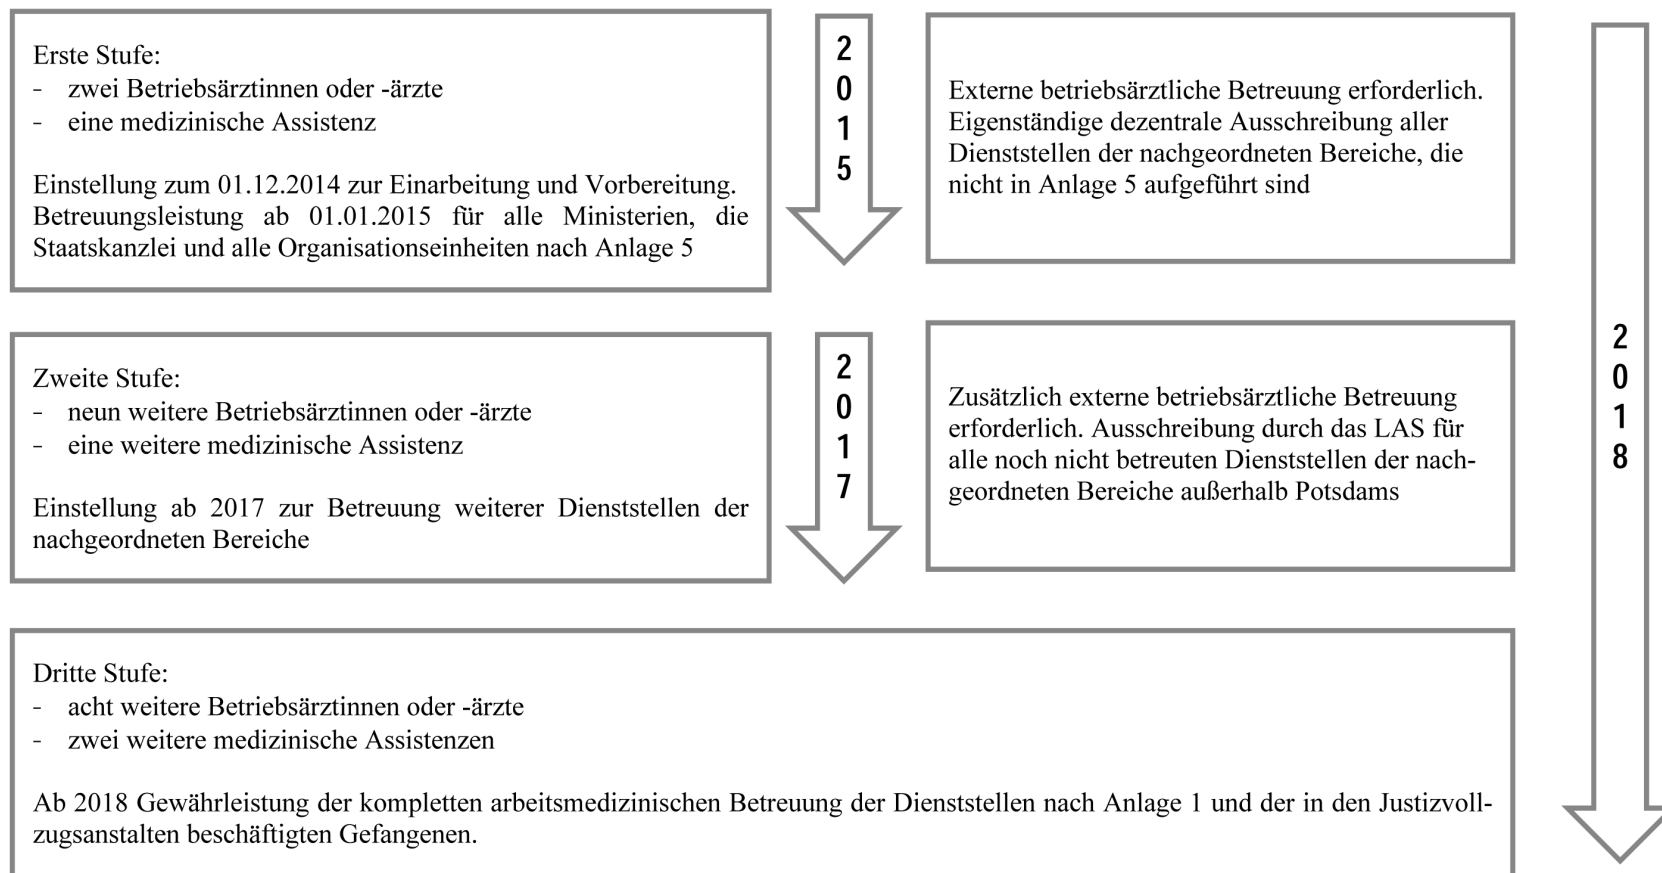 Erste Stufe:
- zwei Betriebsärztinnen oder -ärzte
- eine medizinische Assistenz
Einstellung zum 01.12.2014 zur Einarbeitung und Vorbereitung.
Betreuungsleistung ab 01.01.2015 für alle Ministerien, die
Staatskanzlei und alle Organisationseinheiten nach Anlage 5
2
0
1
5
Externe betriebsärztliche Betreuung erforderlich.
Eigenständige dezentrale Ausschreibung aller
Dienststellen der nachgeordneten Bereiche, die
nicht in Anlage 5 aufgeführt sind
Zweite Stufe:
- neun weitere Betriebsärztinnen oder -ärzte
- eine weitere medizinische Assistenz
Einstellung ab 2017 zur Betreuung weiterer Dienststellen der
nachgeordneten Bereiche
2
0
1
7
Zusätzlich externe betriebsärztliche Betreuung
erforderlich. Ausschreibung durch das LAS für
alle noch nicht betreuten Dienststellen der nach-
geordneten Bereiche außerhalb Potsdams
2
0
1
8
Dritte Stufe:
- acht weitere Betriebsärztinnen oder -ärzte
- zwei weitere medizinische Assistenzen
Ab 2018 Gewährleistung der kompletten arbeitsmedizinischen Betreuung der Dienststellen nach Anlage 1 und der in den Justizvoll-
zugsanstalten beschäftigten Gefangenen.